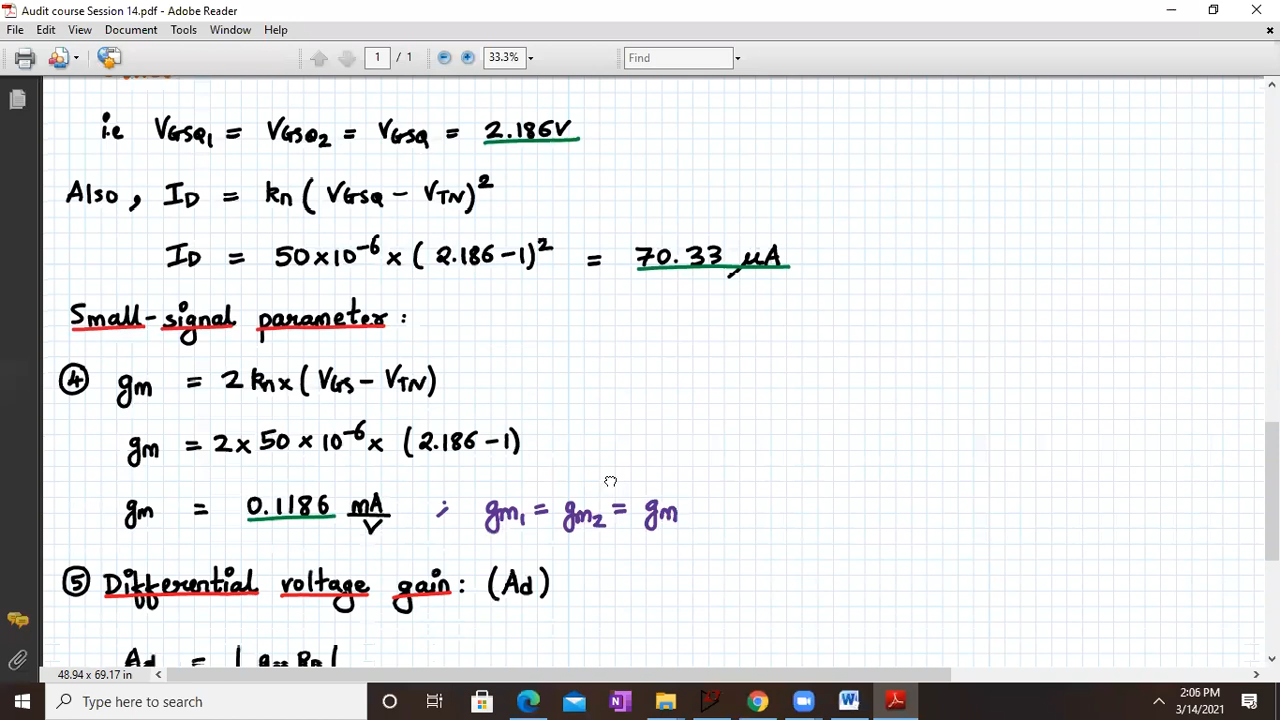 Audit course Session 14.pdf - Adobe Reader
File Edit View Document Tools Window Help
1 / 1 33.3% Find
i.e VGSQ1 = VGSQ2 = VGSQ = 2.186V
Also, ID = kn (VGSQ - VTN)²
ID = 50×10⁻⁶ × (2.186-1)² = 70.33 μA
Small-signal parameter :
④ gm = 2 kn × (VGS - VTN)
gm = 2 × 50 × 10⁻⁶ × (2.186 - 1)
gm = 0.1186 mA/V ; gm1 = gm2 = gm
⑤ Differential voltage gain : (Ad)
Ad = | gm RD |
48.94 x 69.17 in
Type here to search
2:06 PM
3/14/2021